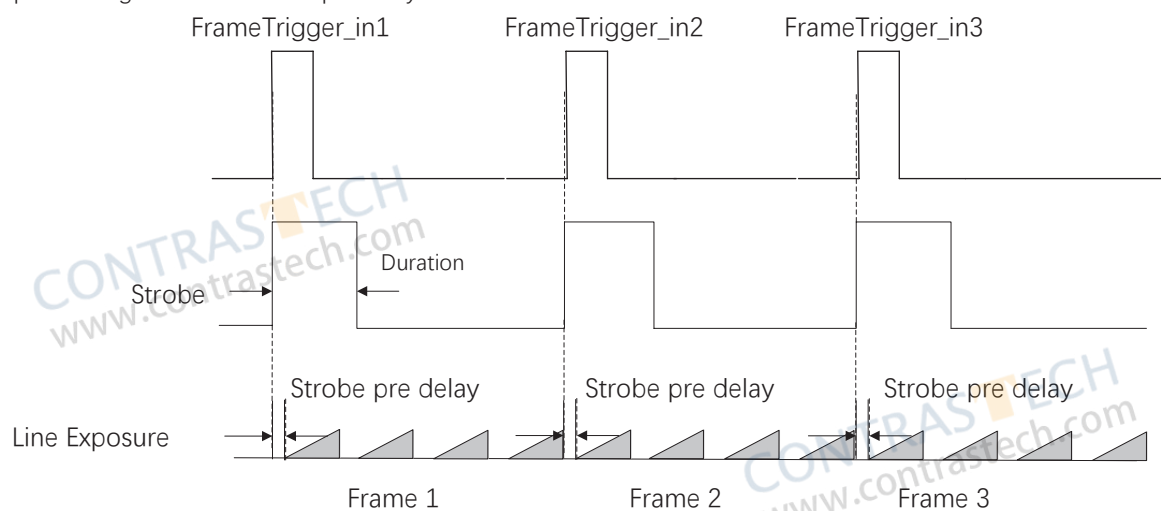 FrameTrigger_in1 FrameTrigger_in2 FrameTrigger_in3
CONTRASTECH
www.contrastech.com
Duration
Strobe
Strobe pre delay Strobe pre delay Strobe pre delay
Line Exposure
CONTRASTECH
www.contrastech.com
Frame 1 Frame 2 Frame 3